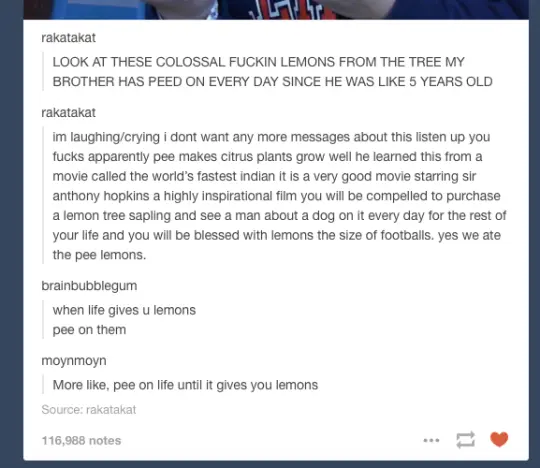 rakatakat
LOOK AT THESE COLOSSAL FUCKIN LEMONS FROM THE TREE MY
BROTHER HAS PEED ON EVERY DAY SINCE HE WAS LIKE 5 YEARS OLD
rakatakat
im laughing/crying i dont want any more messages about this listen up you
fucks apparently pee makes citrus plants grow well he learned this from a
movie called the world's fastest indian it is a very good movie starring sir
anthony hopkins a highly inspirational film you will be compelled to purchase
a lemon tree sapling and see a man about a dog on it every day for the rest of
your life and you will be blessed with lemons the size of footballs. yes we ate
the pee lemons.
brainbubblegum
when life gives u lemons
pee on them
moynmoyn
More like, pee on life until it gives you lemons
Source: rakatakat
116,988 notes